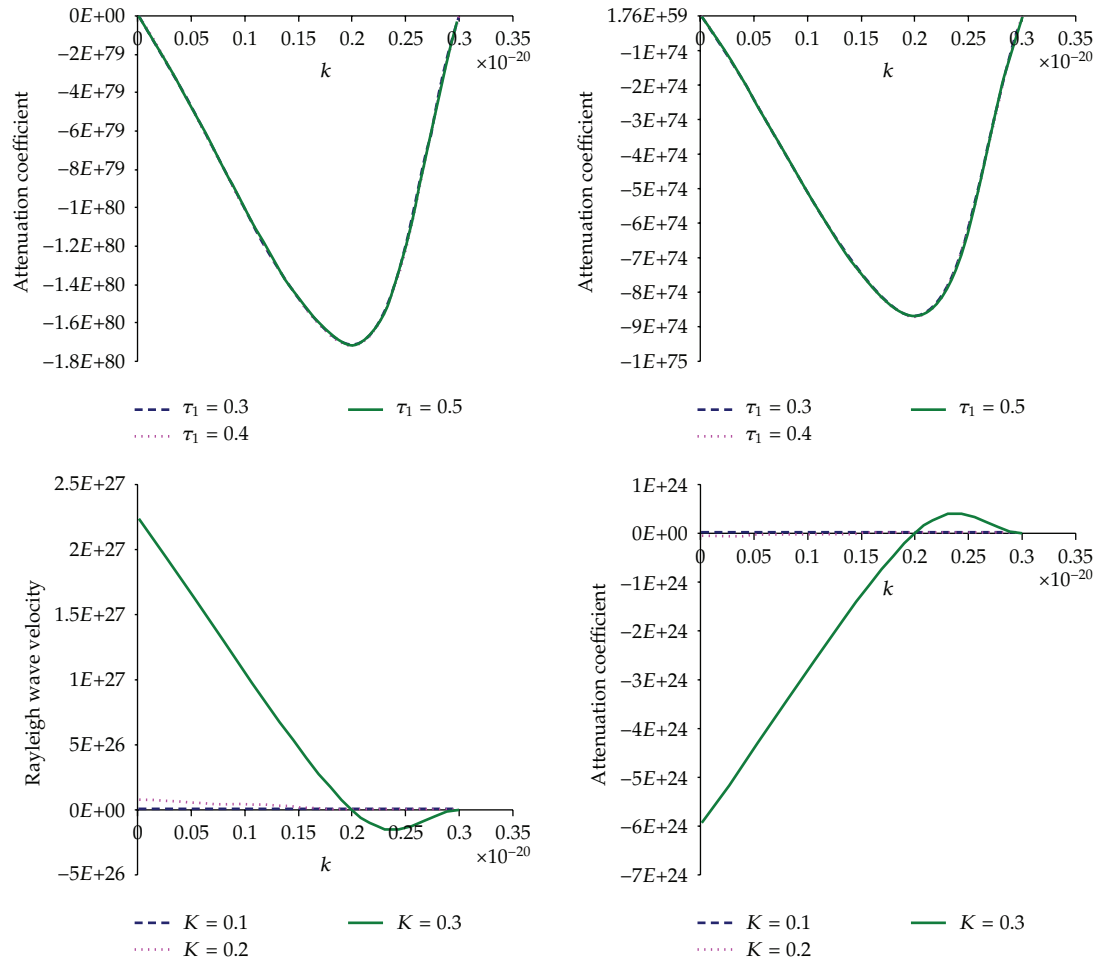 0E+00
−2E+79
−4E+79
−6E+79
−8E+79
−1E+80
−1.2E+80
−1.4E+80
−1.6E+80
−1.8E+80
Attenuation coefficient
0 0.05 0.1 0.15 0.2 0.25 0.3 0.35
×10−20
k
τ1 = 0.3
τ1 = 0.4
τ1 = 0.5
1.76E+59
−1E+74
−2E+74
−3E+74
−4E+74
−5E+74
−6E+74
−7E+74
−8E+74
−9E+74
−1E+75
Attenuation coefficient
0 0.05 0.1 0.15 0.2 0.25 0.3 0.35
×10−20
k
τ1 = 0.3
τ1 = 0.4
τ1 = 0.5
2.5E+27
2E+27
1.5E+27
1E+27
5E+26
0E+00
−5E+26
Rayleigh wave velocity
0 0.05 0.1 0.15 0.2 0.25 0.3 0.35
×10−20
k
K = 0.1
K = 0.2
K = 0.3
1E+24
0E+00
−1E+24
−2E+24
−3E+24
−4E+24
−5E+24
−6E+24
−7E+24
Attenuation coefficient
0 0.05 0.1 0.15 0.2 0.25 0.3 0.35
×10−20
k
K = 0.1
K = 0.2
K = 0.3